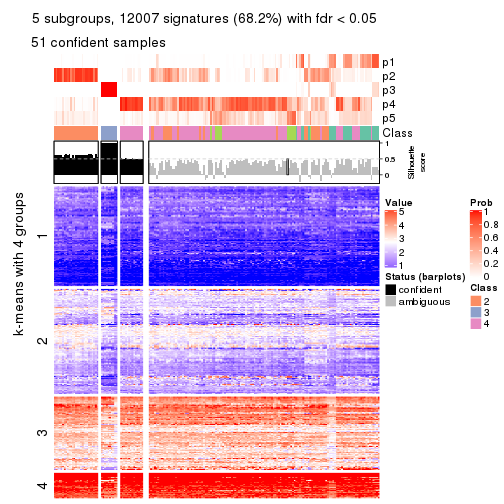 5 subgroups, 12007 signatures (68.2%) with fdr < 0.05
51 confident samples
p1
p2
p3
p4
p5
Class
1
0.5
0
Silhouette
score
k-means with 4 groups
1
2
3
4
Value
5
4
3
2
1
Status (barplots)
confident
ambiguous
Prob
1
0.8
0.6
0.4
0.2
0
Class
2
3
4